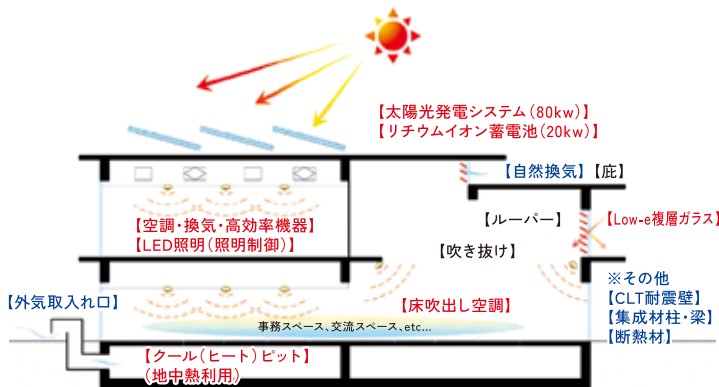 【太陽光発電システム(80kw)】
【リチウムイオン蓄電池(20kw)】
【自然換気】【庇】
【空調・換気・高効率機器】
【LED照明(照明制御)】
【ルーパー】
【Low-e複層ガラス】
【吹き抜け】
【外気取入れ口】
【床吹出し空調】
事務スペース、交流スペース、etc...
※その他
【CLT耐震壁】
【集成材柱・梁】
【断熱材】
【クール(ヒート)ピット】
(地中熱利用)